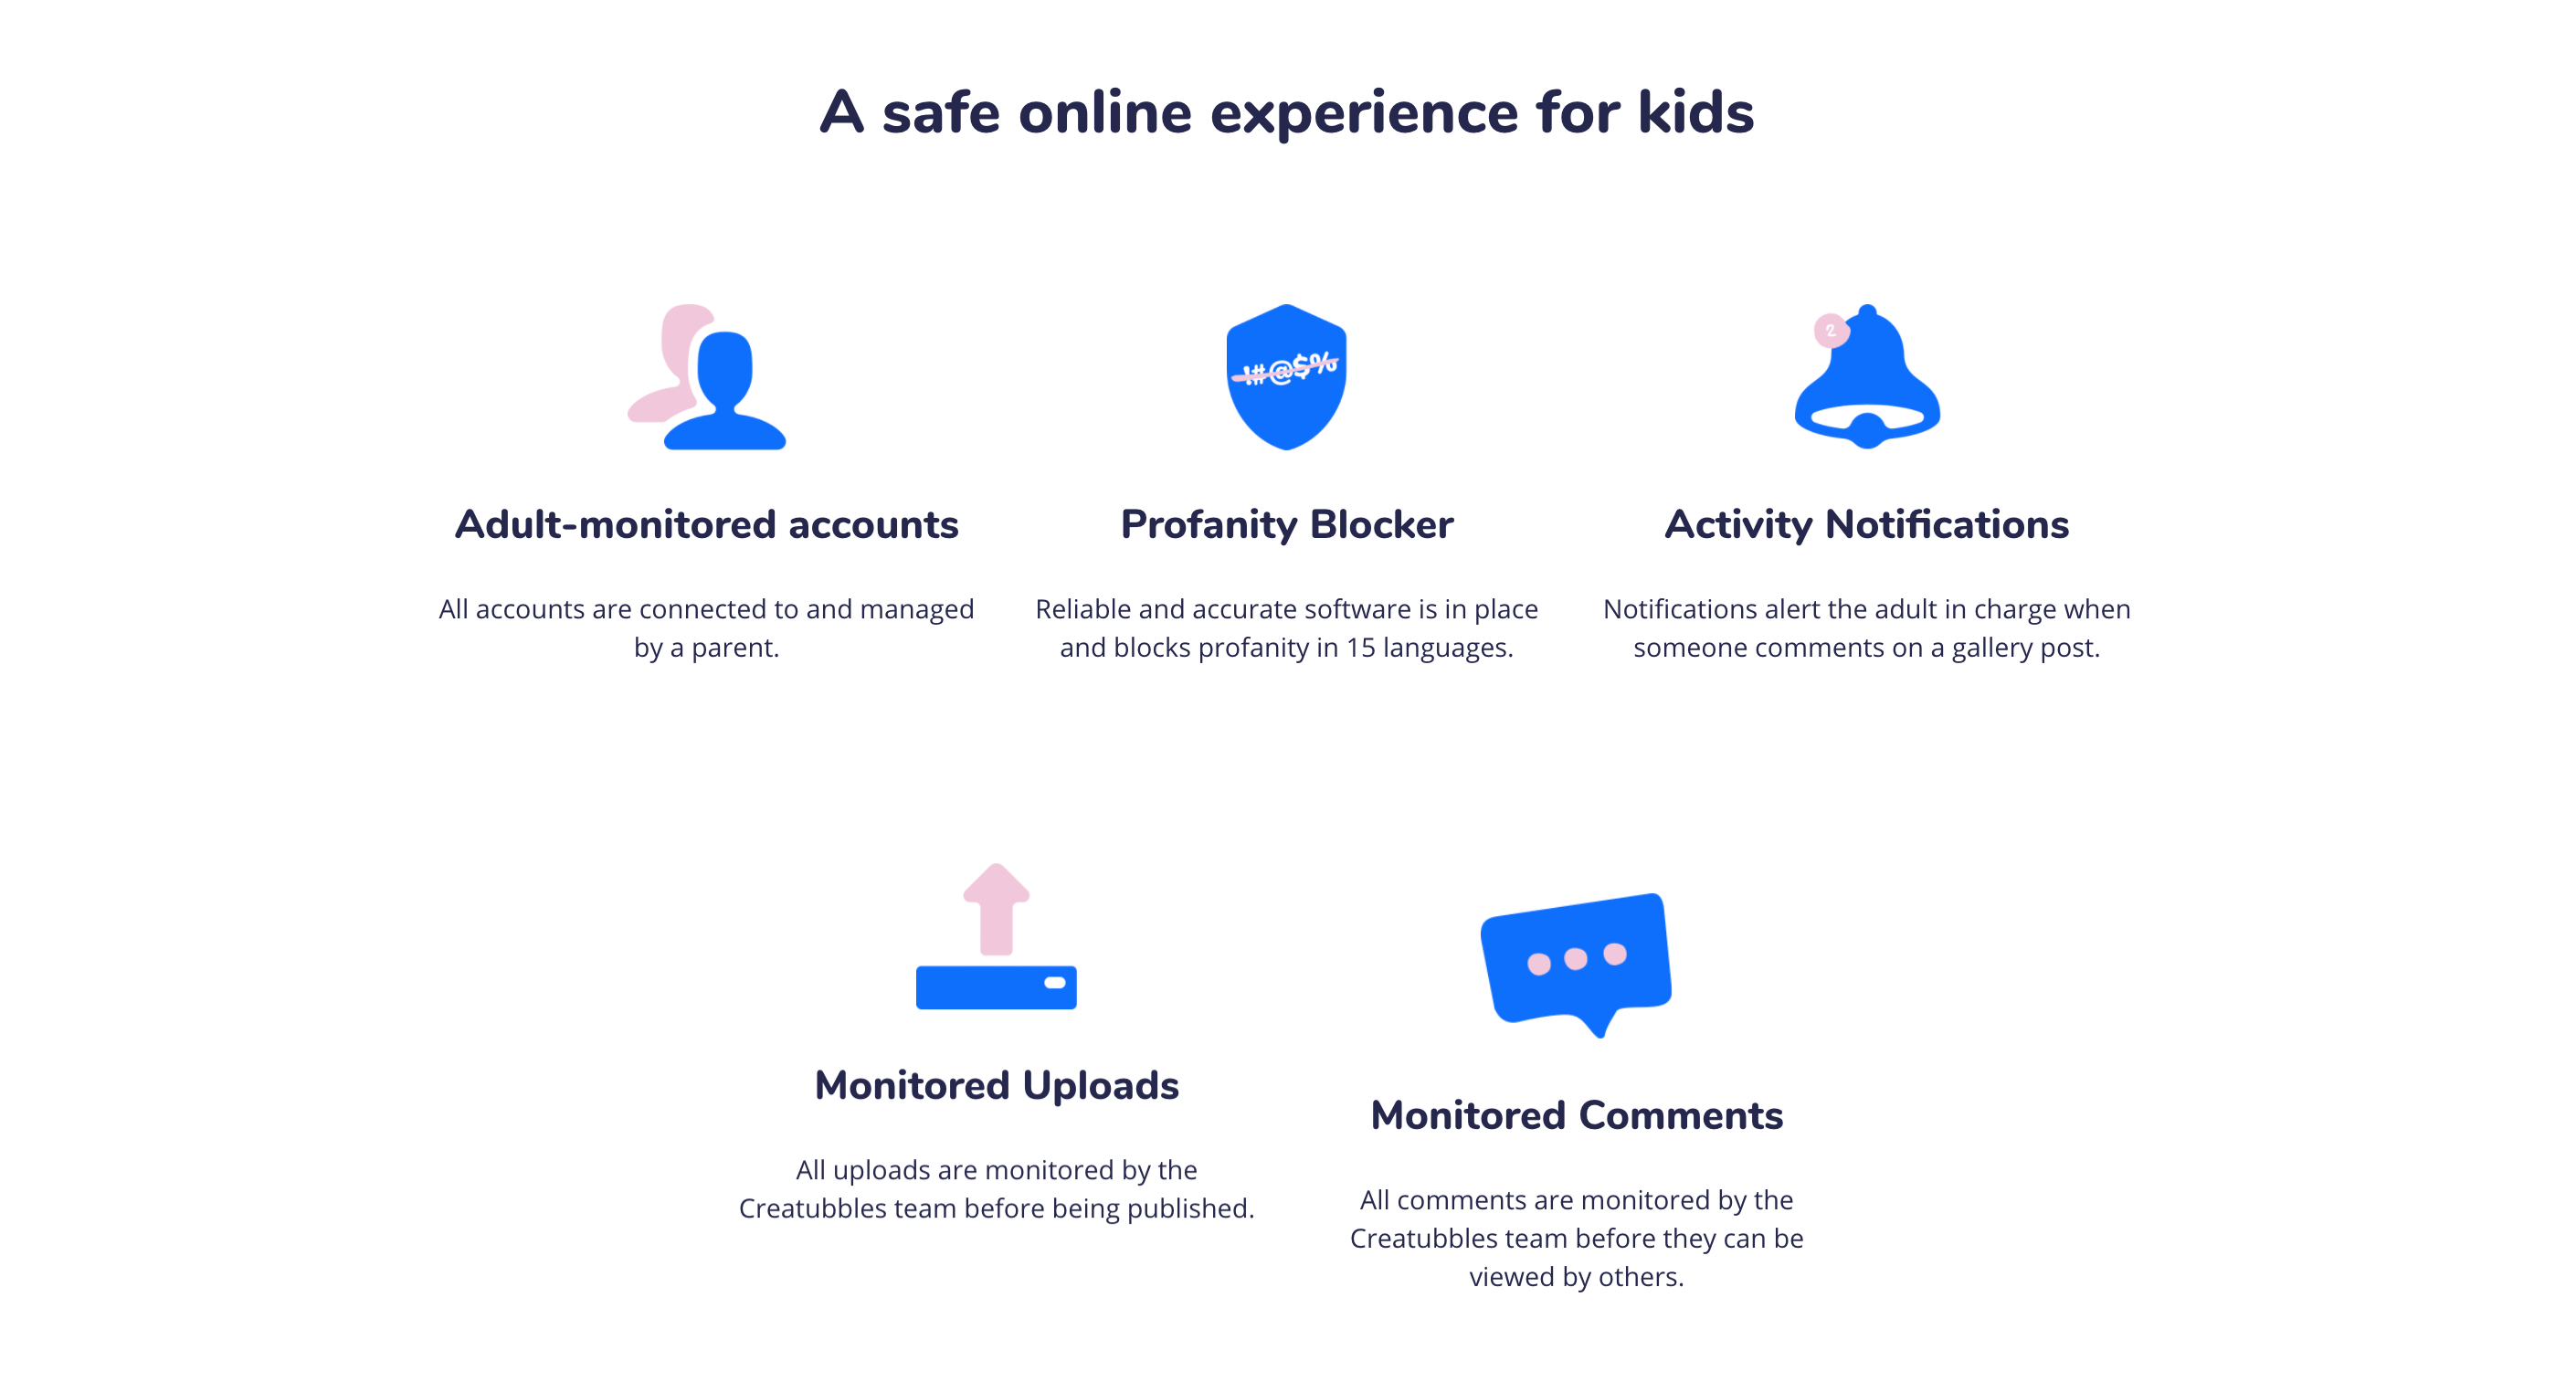 A safe online experience for kids
!#@$%
2
Adult-monitored accounts
All accounts are connected to and managed
by a parent.
Profanity Blocker
Reliable and accurate software is in place
and blocks profanity in 15 languages.
Activity Notifications
Notifications alert the adult in charge when
someone comments on a gallery post.
Monitored Uploads
All uploads are monitored by the
Creatubbles team before being published.
Monitored Comments
All comments are monitored by the
Creatubbles team before they can be
viewed by others.